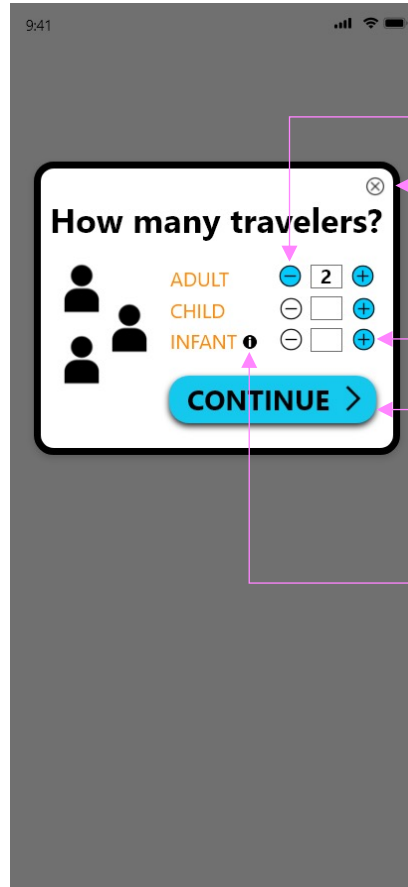 9:41
How many travelers?
ADULT 2
CHILD
INFANT
CONTINUE